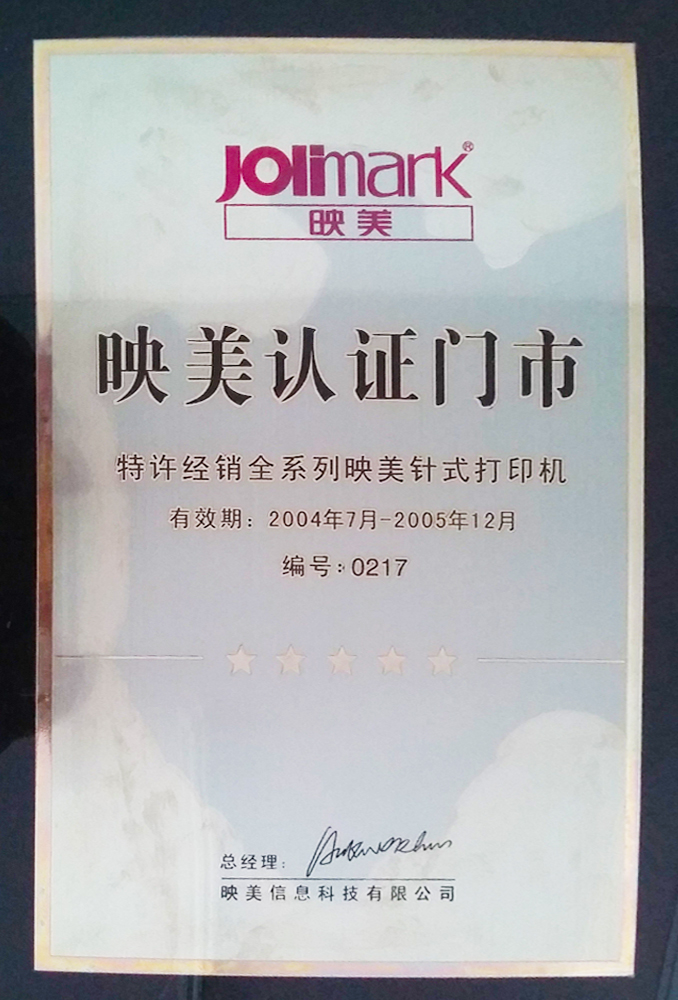 Jolimark®
映美
映美认证门市
特许经销全系列映美针式打印机
有效期：2004年7月-2005年12月
编号：0217
总经理：
映美信息科技有限公司